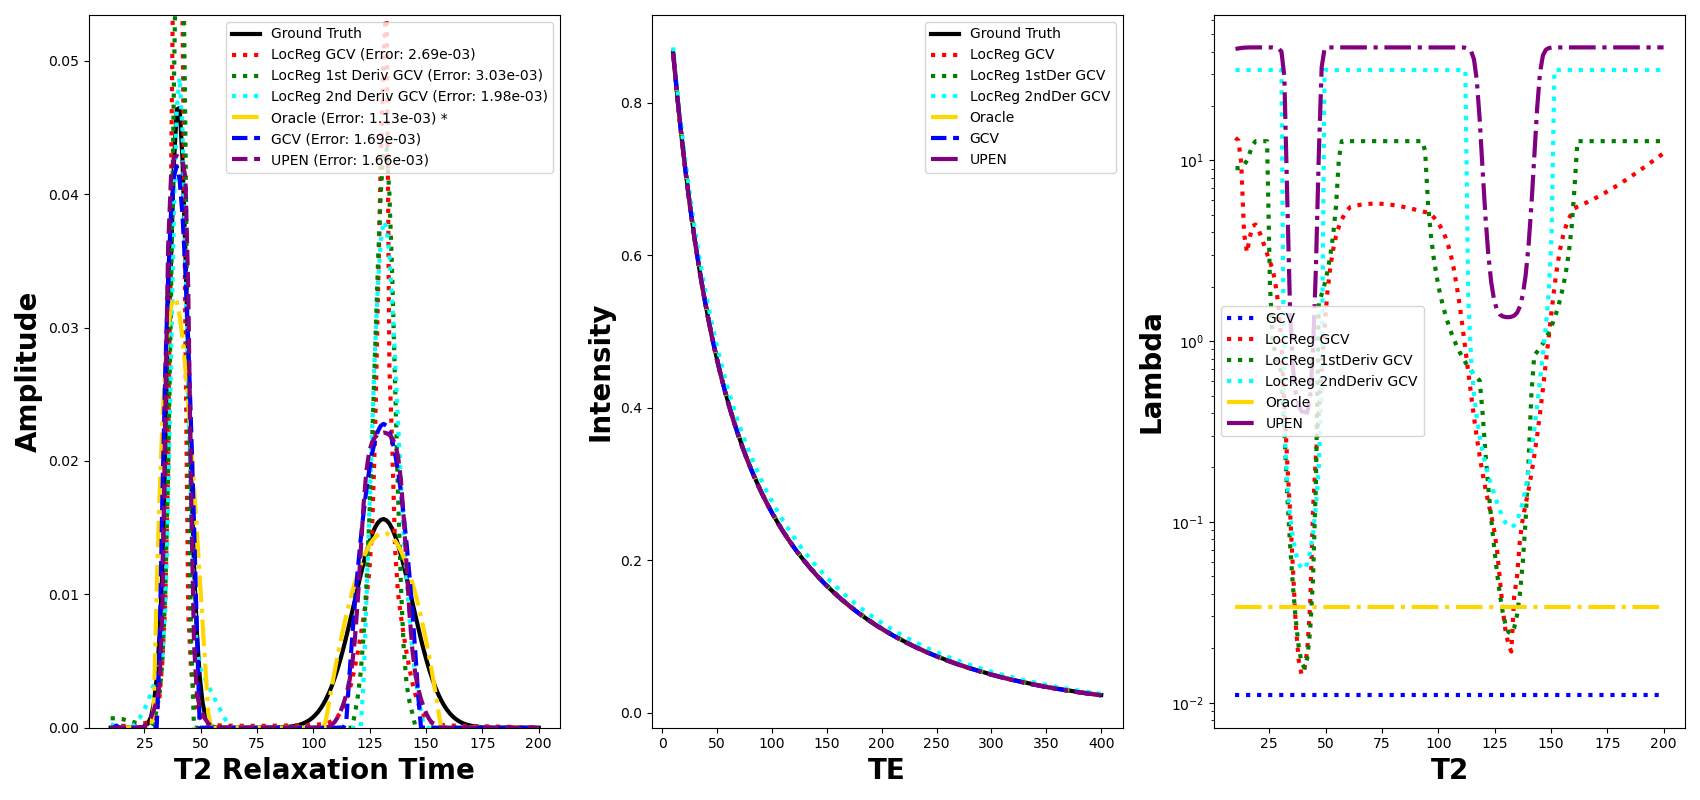 Ground Truth
LocReg GCV (Error: 2.69e-03)
LocReg 1st Deriv GCV (Error: 3.03e-03)
LocReg 2nd Deriv GCV (Error: 1.98e-03)
Oracle (Error: 1.13e-03) *
GCV (Error: 1.69e-03)
UPEN (Error: 1.66e-03)
0.05
0.04
0.03
0.02
0.01
0.00
Amplitude
25 50 75 100 125 150 175 200
T2 Relaxation Time
Ground Truth
LocReg GCV
LocReg 1stDer GCV
LocReg 2ndDer GCV
Oracle
GCV
UPEN
0.8
0.6
0.4
0.2
0.0
Intensity
0 50 100 150 200 250 300 350 400
TE
10¹
10⁰
10⁻¹
10⁻²
Lambda
GCV
LocReg GCV
LocReg 1stDeriv GCV
LocReg 2ndDeriv GCV
Oracle
UPEN
25 50 75 100 125 150 175 200
T2